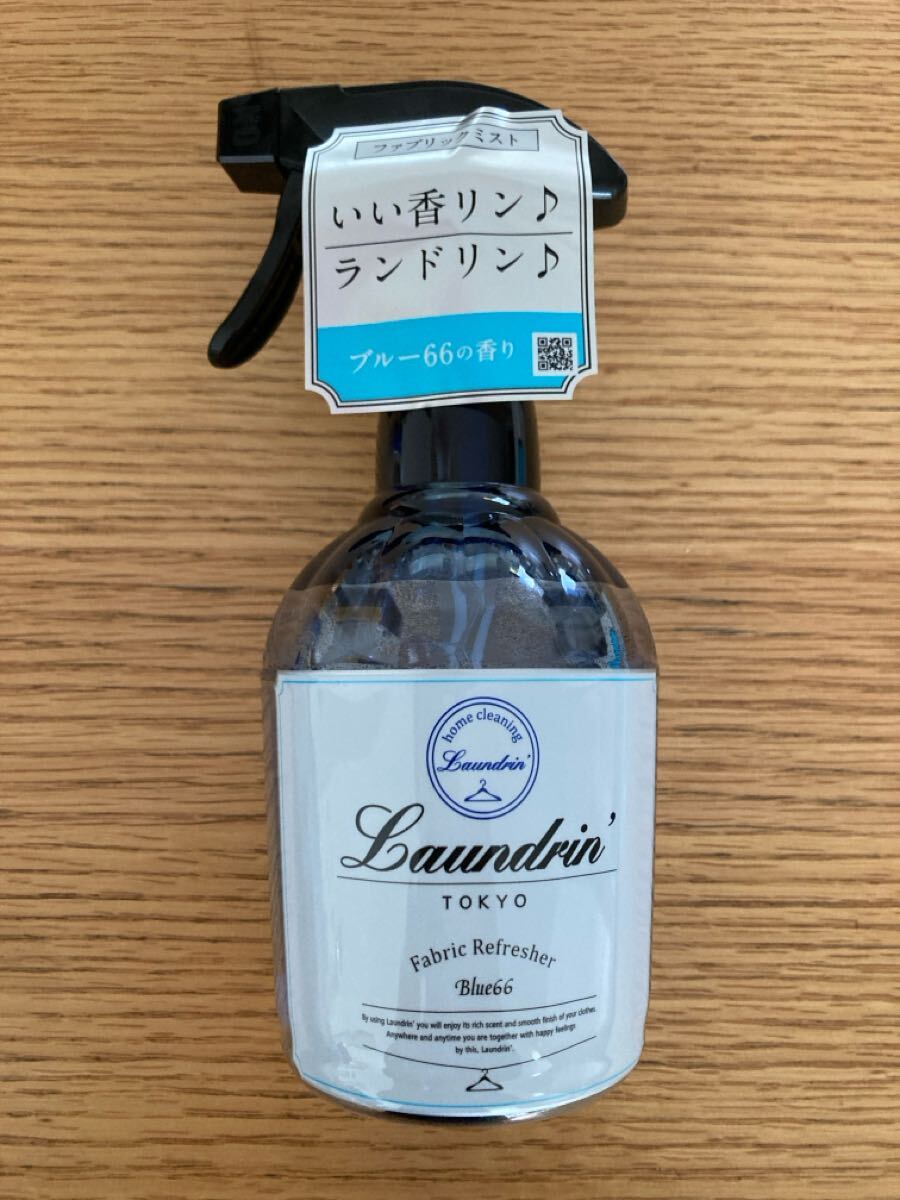 ファブリックミスト
いい香リン♪
ランドリン♪
ブルー66の香り
home cleaning
Laundrin'
Laundrin'
TOKYO
Fabric Refresher
Blue66
By using Laundrin' you will enjoy its rich scent and smooth finish of your clothes.
Anywhere and anytime you are together with happy feelings
by this, Laundrin'.